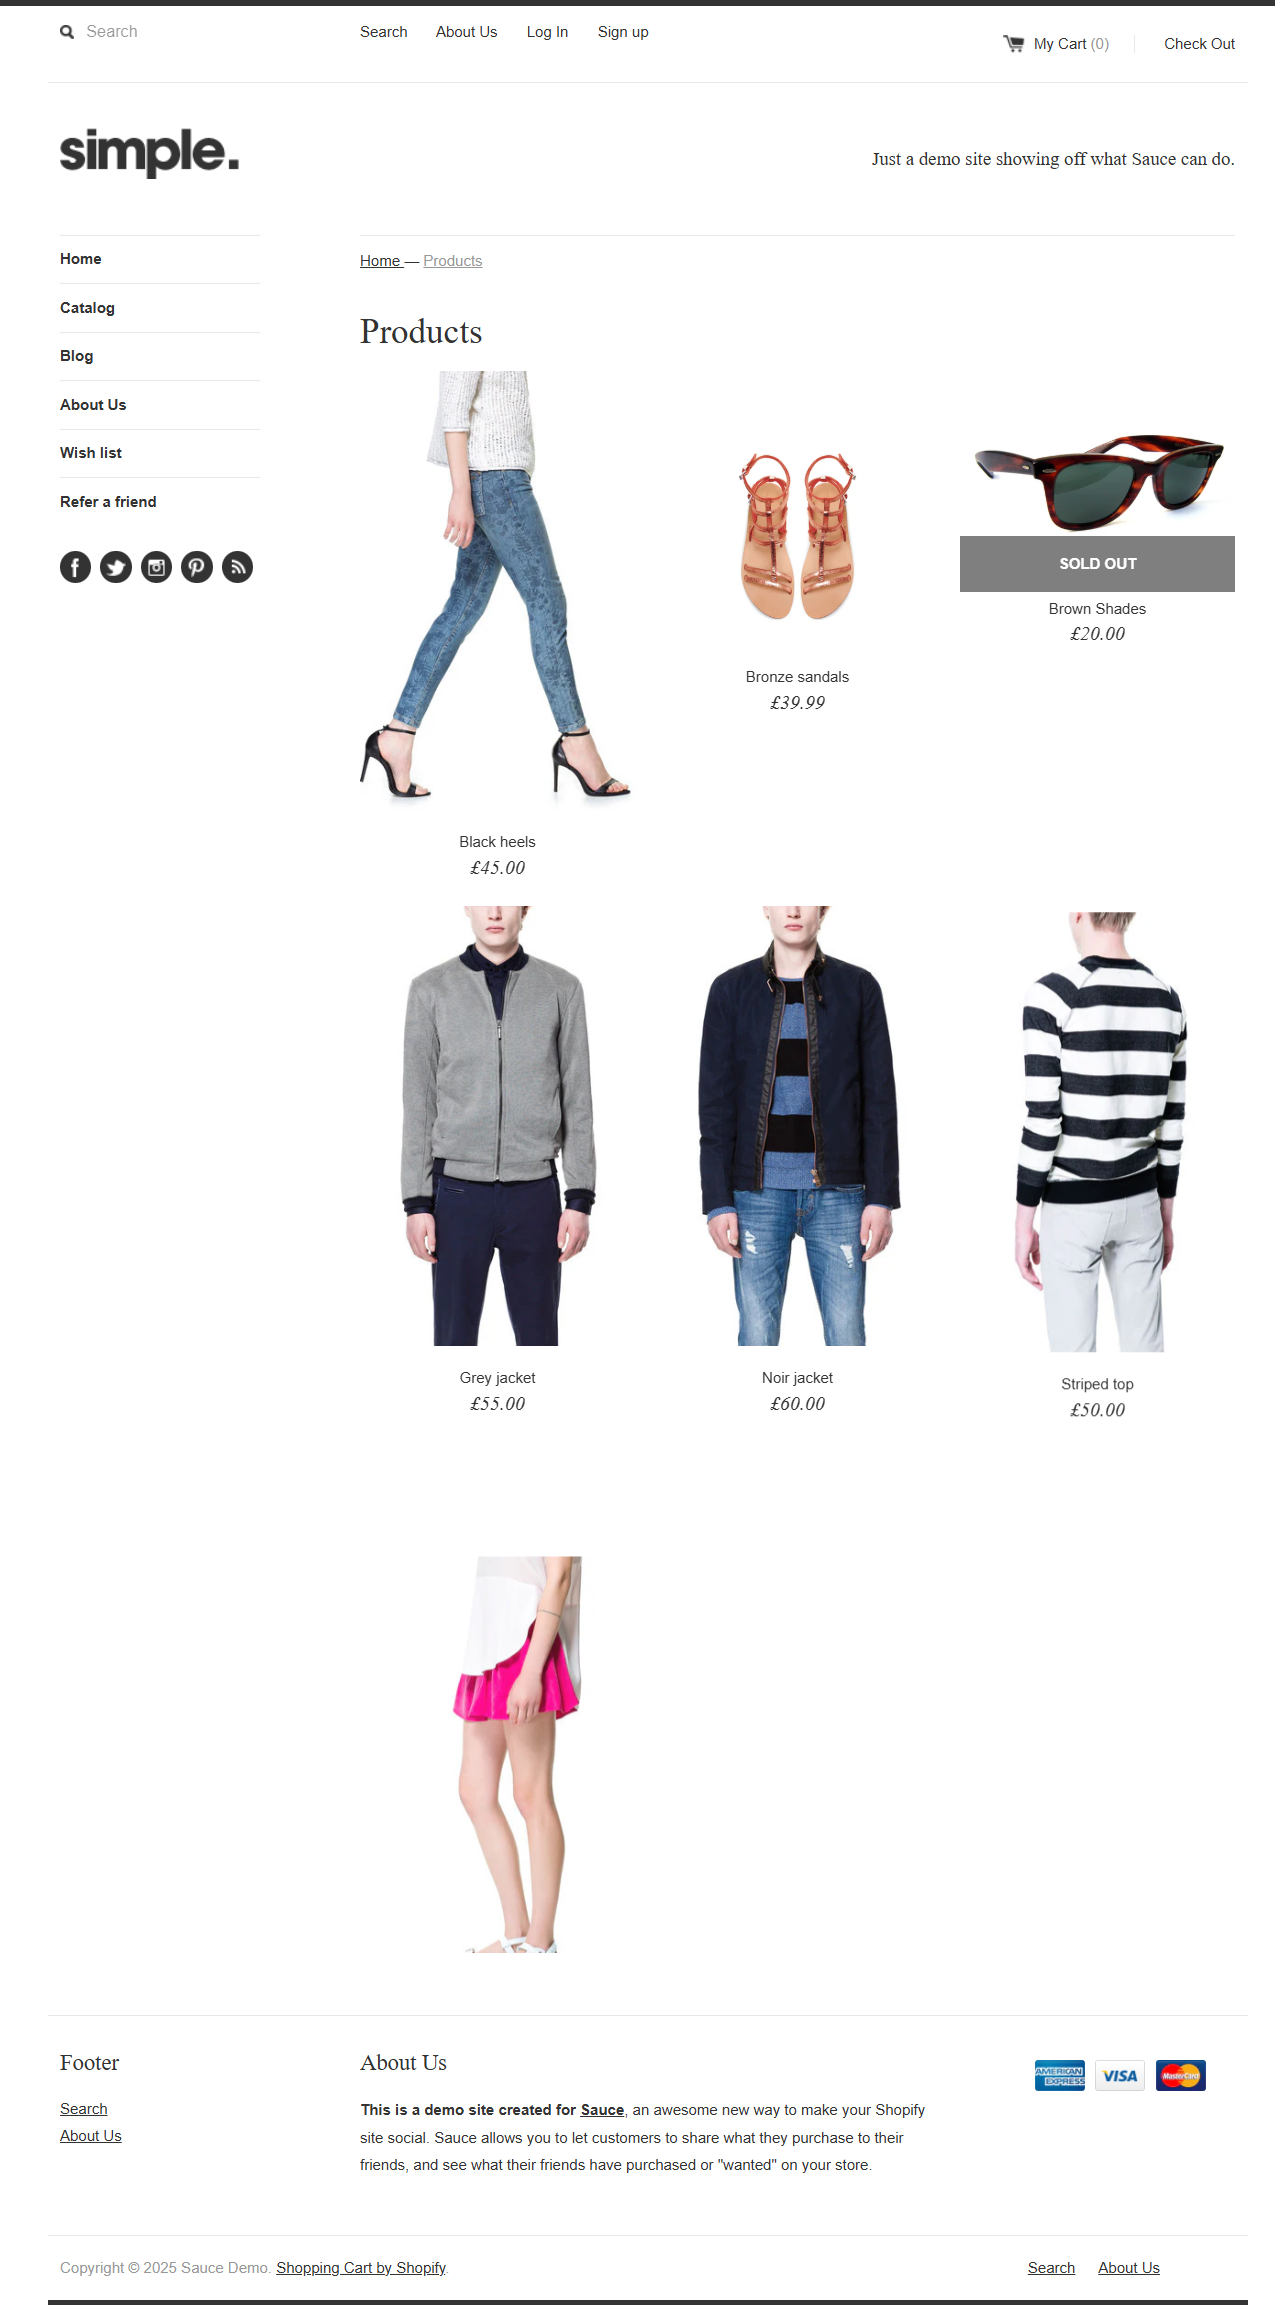 Search
Search About Us Log In Sign up
My Cart (0) Check Out
simple.
Just a demo site showing off what Sauce can do.
Home
Catalog
Blog
About Us
Wish list
Refer a friend
Home — Products
Products
Black heels
£45.00
Bronze sandals
£39.99
SOLD OUT
Brown Shades
£20.00
Grey jacket
£55.00
Noir jacket
£60.00
Striped top
£50.00
Footer
Search
About Us
About Us
This is a demo site created for Sauce, an awesome new way to make your Shopify
site social. Sauce allows you to let customers to share what they purchase to their
friends, and see what their friends have purchased or "wanted" on your store.
AMERICAN EXPRESS
VISA
MasterCard
Copyright © 2025 Sauce Demo. Shopping Cart by Shopify.
Search About Us